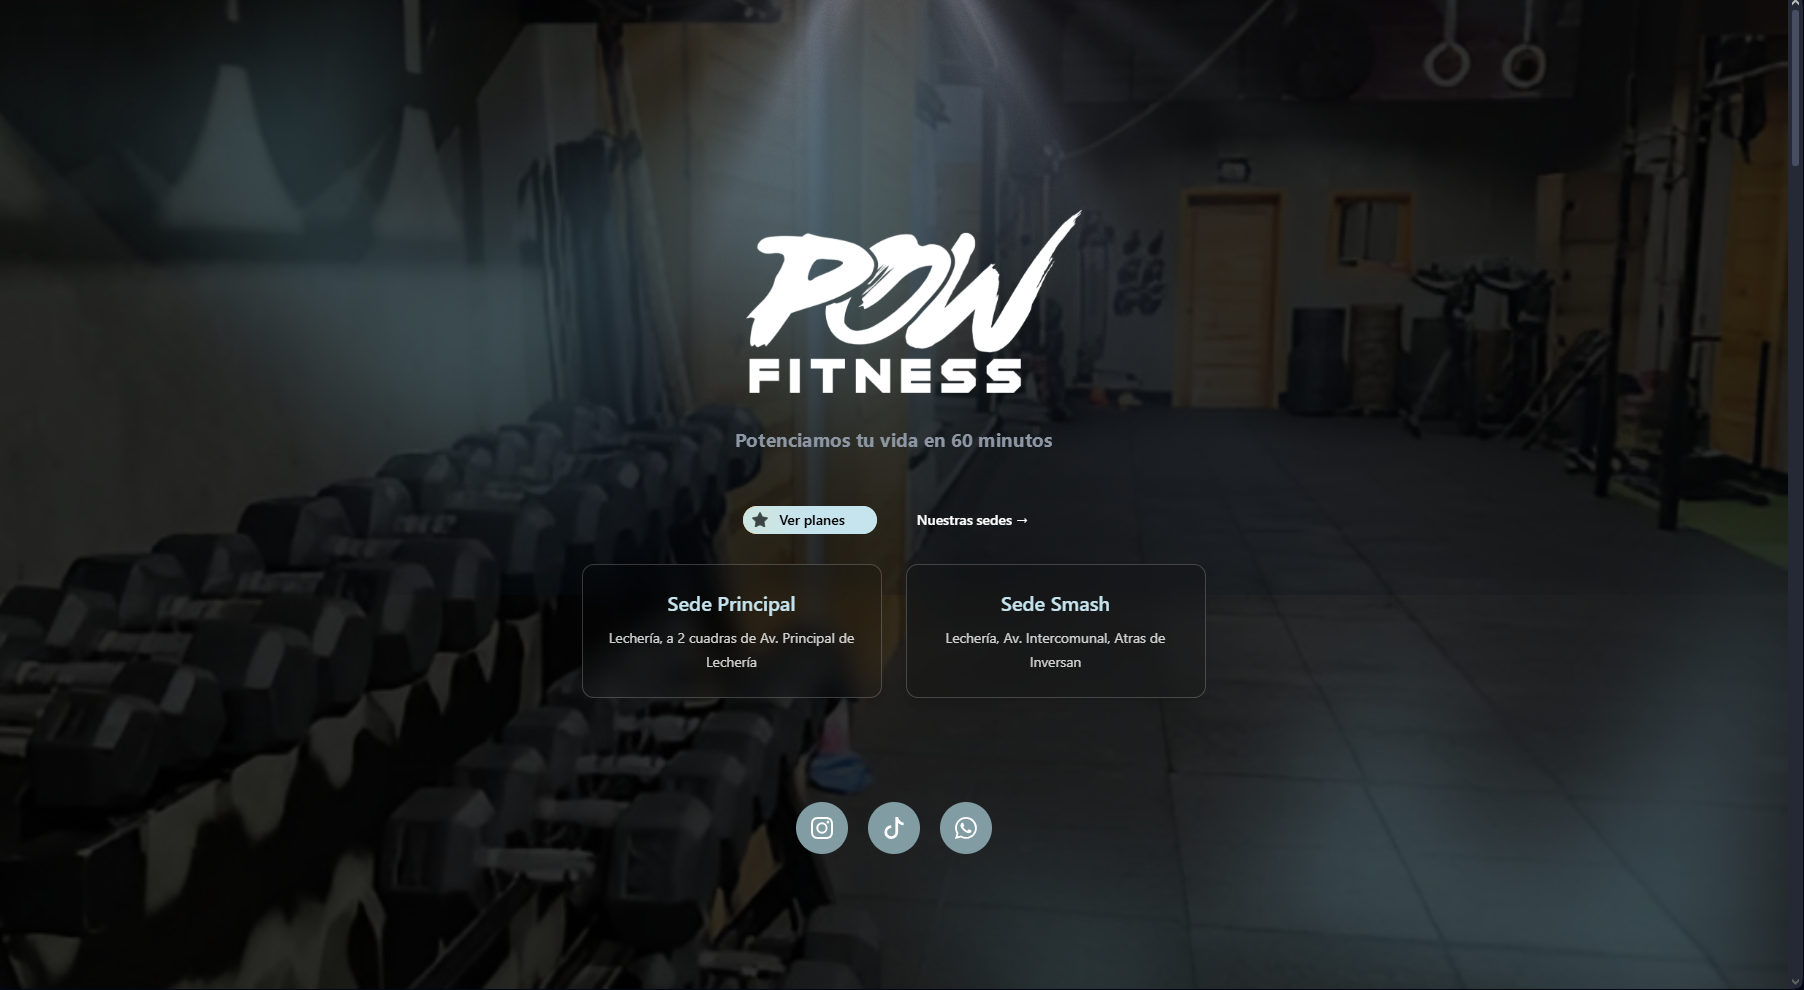 POW
FITNESS
Potenciamos tu vida en 60 minutos
Ver planes
Nuestras sedes →
Sede Principal
Lechería, a 2 cuadras de Av. Principal de
Lechería
Sede Smash
Lechería, Av. Intercomunal, Atras de
Inversan